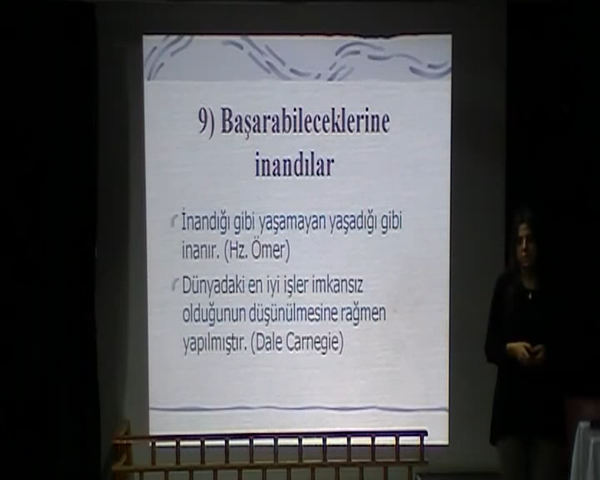 9) Başarabileceklerine
inandılar
İnandığı gibi yaşamayan yaşadığı gibi
inanır. (Hz. Ömer)
Dünyadaki en iyi işler imkansız
olduğunun düşünülmesine rağmen
yapılmıştır. (Dale Carnegie)